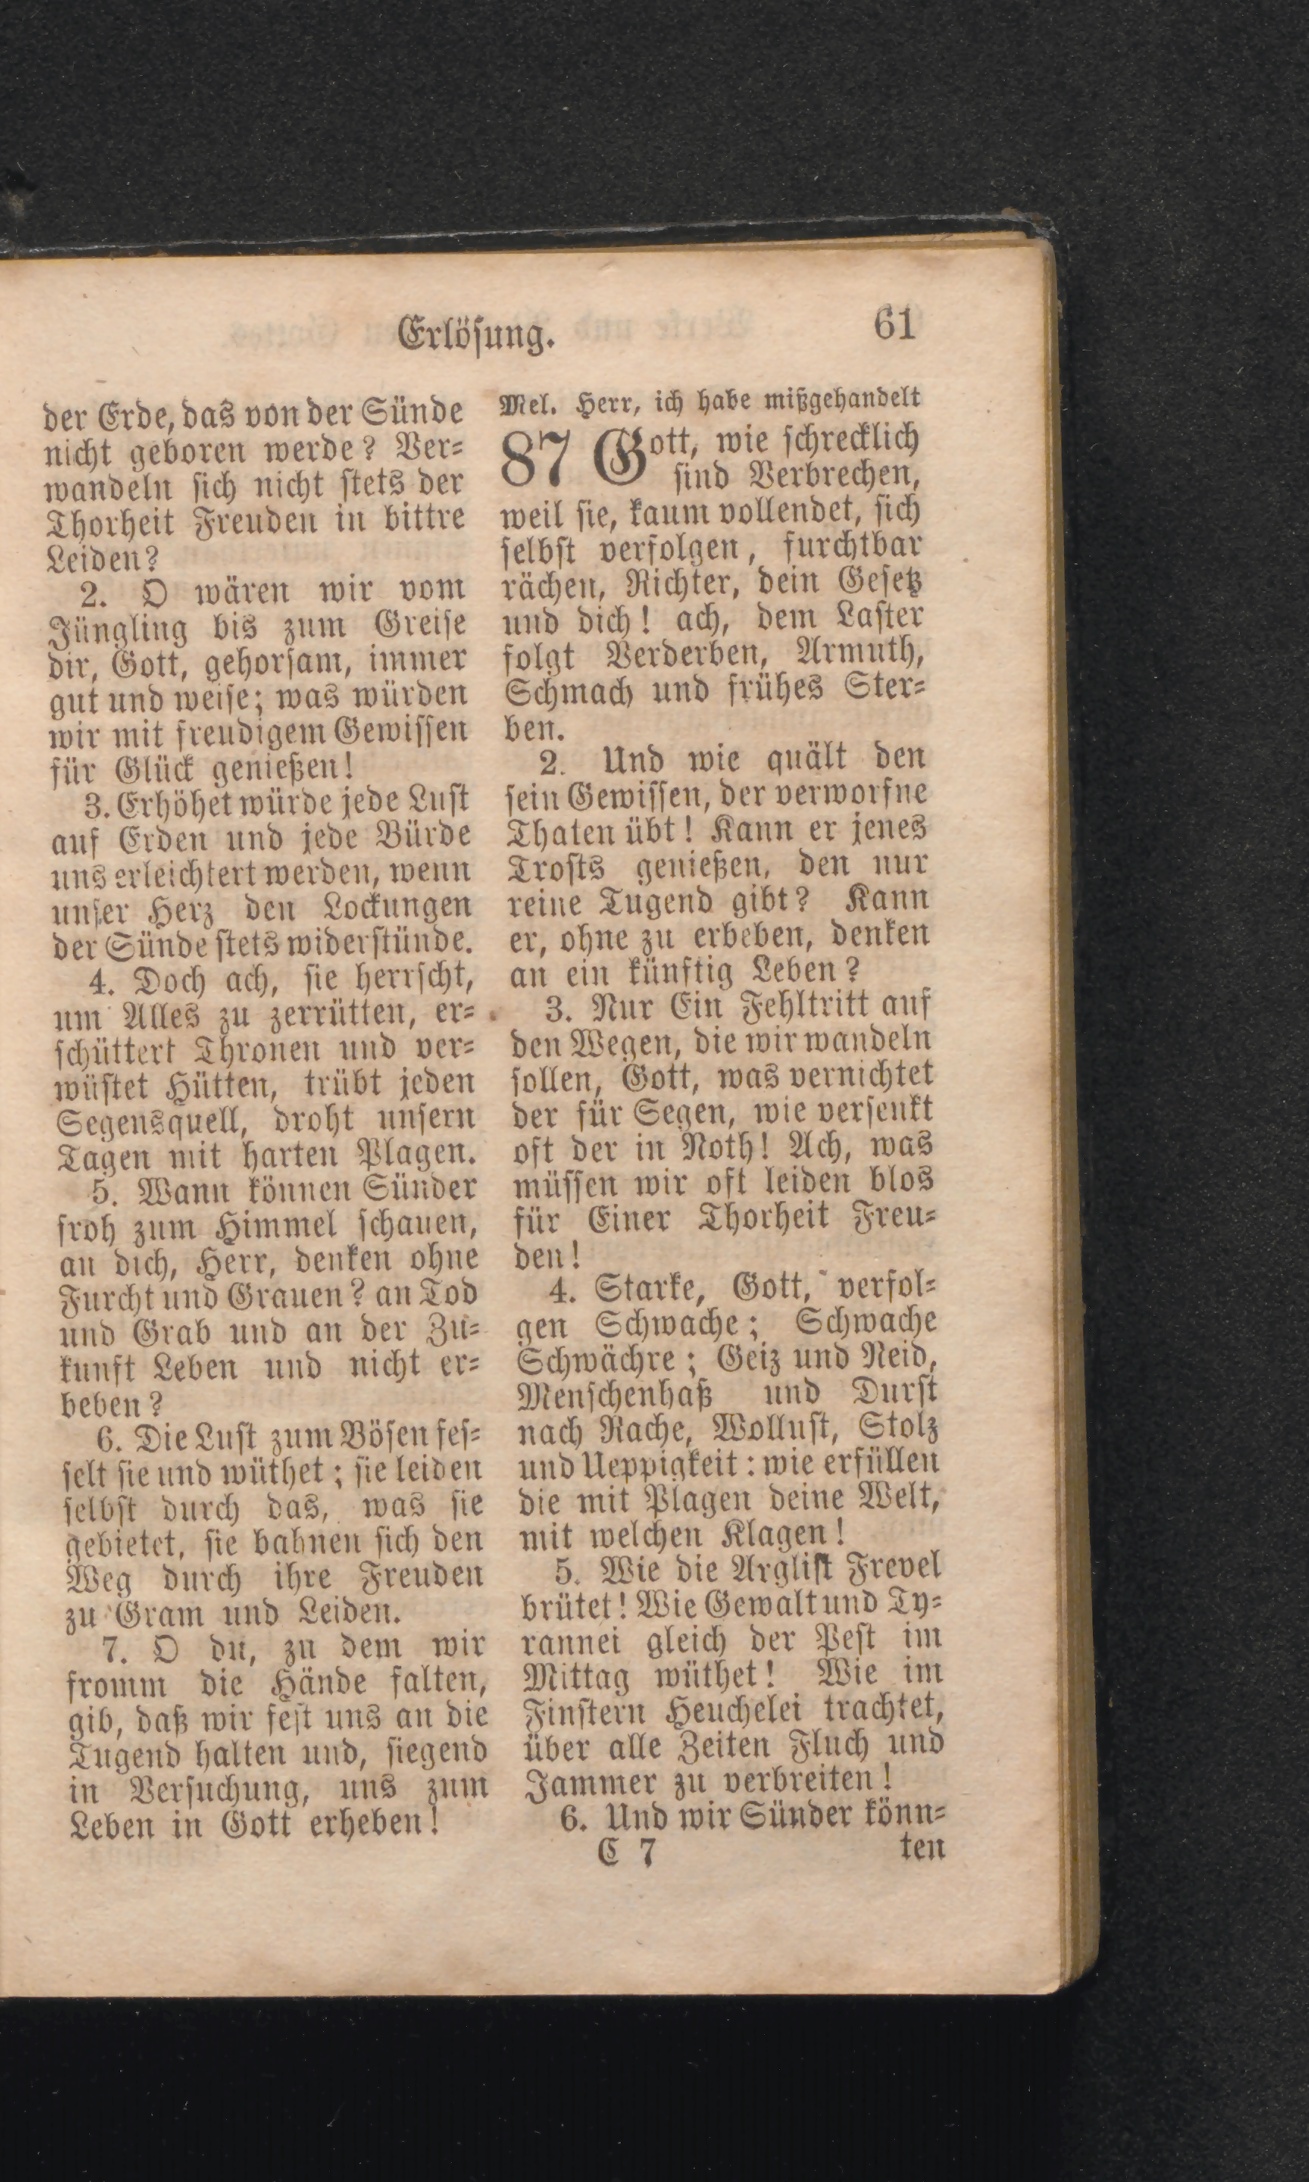 Erlösung.
61
der Erde, das von der Sünde
nicht geboren werde? Ver-
wandeln sich nicht stets der
Thorheit Freuden in bittre
Leiden?
2. O wären wir vom
Jüngling bis zum Greise
dir, Gott, gehorsam, immer
gut und weise; was würden
wir mit freudigem Gewissen
für Glück genießen!
3. Erhöhet würde jede Lust
auf Erden und jede Bürde
uns erleichtert werden, wenn
unser Herz den Lockungen
der Sünde stets widerstünde.
4. Doch ach, sie herrscht,
um Alles zu zerrütten, er-
schüttert Thronen und ver-
wüstet Hütten, trübt jeden
Segensquell, droht unsern
Tagen mit harten Plagen.
5. Wann können Sünder
froh zum Himmel schauen,
an dich, Herr, denken ohne
Furcht und Grauen? an Tod
und Grab und an der Zu-
kunft Leben und nicht er-
beben?
6. Die Lust zum Bösen fes-
selt sie und wüthet; sie leiden
selbst durch das, was sie
gebietet, sie bahnen sich den
Weg durch ihre Freuden
zu Gram und Leiden.
7. O du, zu dem wir
fromm die Hände falten,
gib, daß wir fest uns an die
Tugend halten und, siegend
in Versuchung, uns zum
Leben in Gott erheben!
Mel. Herr, ich habe mißgehandelt
87 Gott, wie schrecklich
sind Verbrechen,
weil sie, kaum vollendet, sich
selbst verfolgen, furchtbar
rächen, Richter, dein Gesetz
und dich! ach, dem Laster
folgt Verderben, Armuth,
Schmach und frühes Ster-
ben.
2. Und wie quält den
sein Gewissen, der verworfne
Thaten übt! Kann er jenes
Trosts genießen, den nur
reine Tugend gibt? Kann
er, ohne zu erbeben, denken
an ein künftig Leben?
3. Nur Ein Fehltritt auf
den Wegen, die wir wandeln
sollen, Gott, was vernichtet
der für Segen, wie versenkt
oft der in Noth! Ach, was
müssen wir oft leiden blos
für Einer Thorheit Freu-
den!
4. Starke, Gott, verfol-
gen Schwache; Schwache
Schwächre; Geiz und Neid,
Menschenhaß und Durst
nach Rache, Wollust, Stolz
und Ueppigkeit: wie erfüllen
die mit Plagen deine Welt,
mit welchen Klagen!
5. Wie die Arglist Frevel
brütet! Wie Gewalt und Ty-
rannei gleich der Pest im
Mittag wüthet! Wie im
Finstern Heuchelei trachtet,
über alle Zeiten Fluch und
Jammer zu verbreiten!
6. Und wir Sünder könn-
C 7
ten